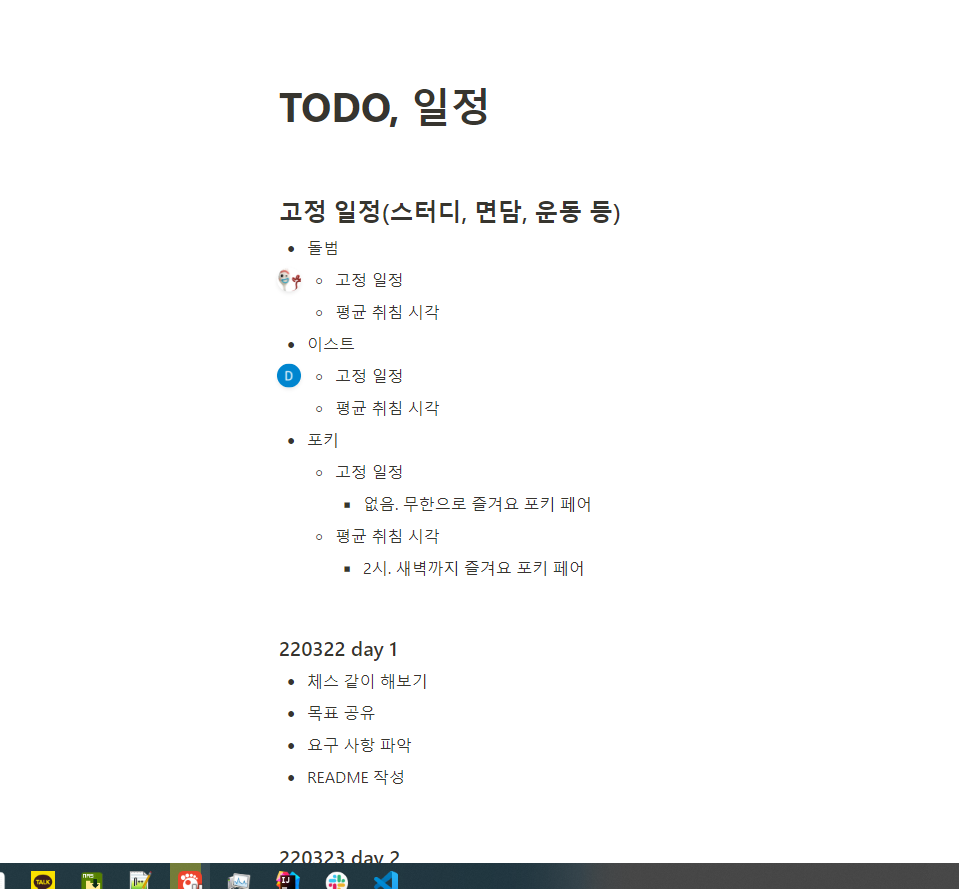 TODO, 일정
고정 일정(스터디, 면담, 운동 등)
돌범
고정 일정
평균 취침 시각
이스트
D
고정 일정
평균 취침 시각
포키
고정 일정
없음. 무한으로 즐겨요 포키 페어
평균 취침 시각
2시. 새벽까지 즐겨요 포키 페어
220322 day 1
체스 같이 해보기
목표 공유
요구 사항 파악
README 작성
220323 day 2
TALK
IJ